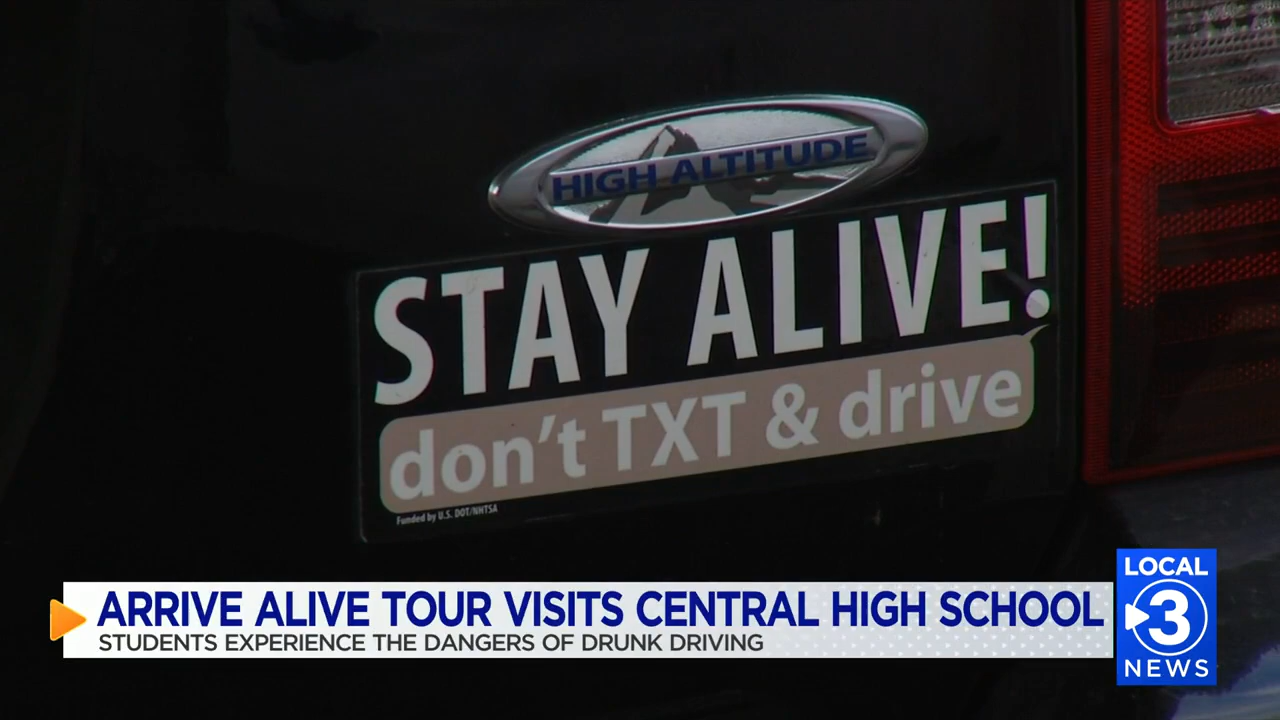 HIGH ALTITUDE
STAY ALIVE!
don't TXT & drive
Funded by U.S. DOT/NHTSA
ARRIVE ALIVE TOUR VISITS CENTRAL HIGH SCHOOL
STUDENTS EXPERIENCE THE DANGERS OF DRUNK DRIVING
LOCAL
3
NEWS